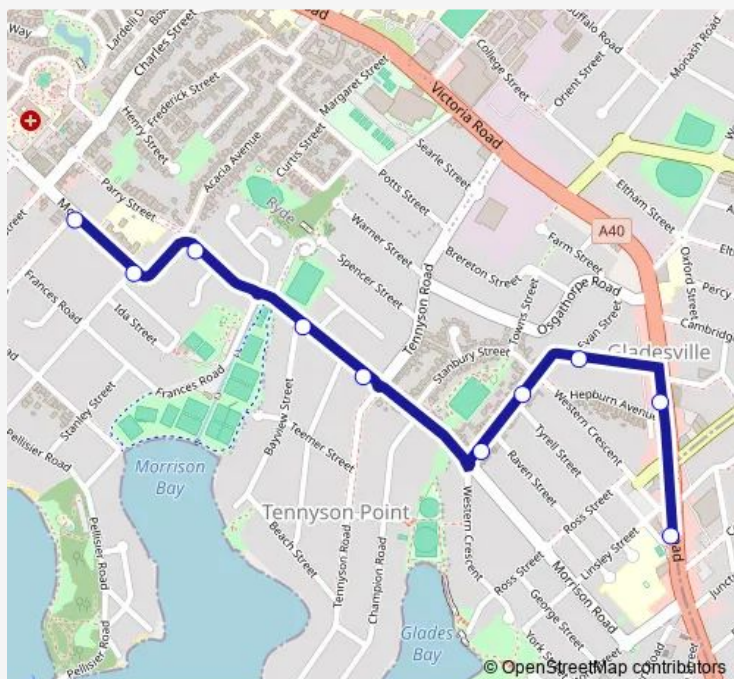 Way
Lardelli D
Bow
Charles Street
Buffalo Road
Monash Road
College Street
Orient Street
Margaret Street
Frederick Street
Henry Street
Victoria Road
Acacia Avenue
Curtis Street
Searle Street
Parry Street
Potts Street
Eltham Street
Ryde
Warner Street
Brereton Street
Farm Street
A40
Oxford Street
Elt
Percy
Frances Road
Ida Street
Spencer Street
Tennyson Road
Towns Street
Osgathorpe Road
Cambridge
Evan Street
Gladesville
Stanbury Street
Frances Road
Stanley Street
Hepburn Avenue
Western Crescent
Bayview Street
Tyrell Street
Pellisier Road
Teemer Street
Raven Street
Morrison
Bay
Western
Crescent
Ross Street
Tennyson Point
Pellisier Road
Beach Street
Linsley Street
Road
Tennyson Road
Champion Road
Ross Street
Morrison Road
Junct
George Street
Glades
Bay
York Street
Pellisier
Road
© OpenStreetMap contributors